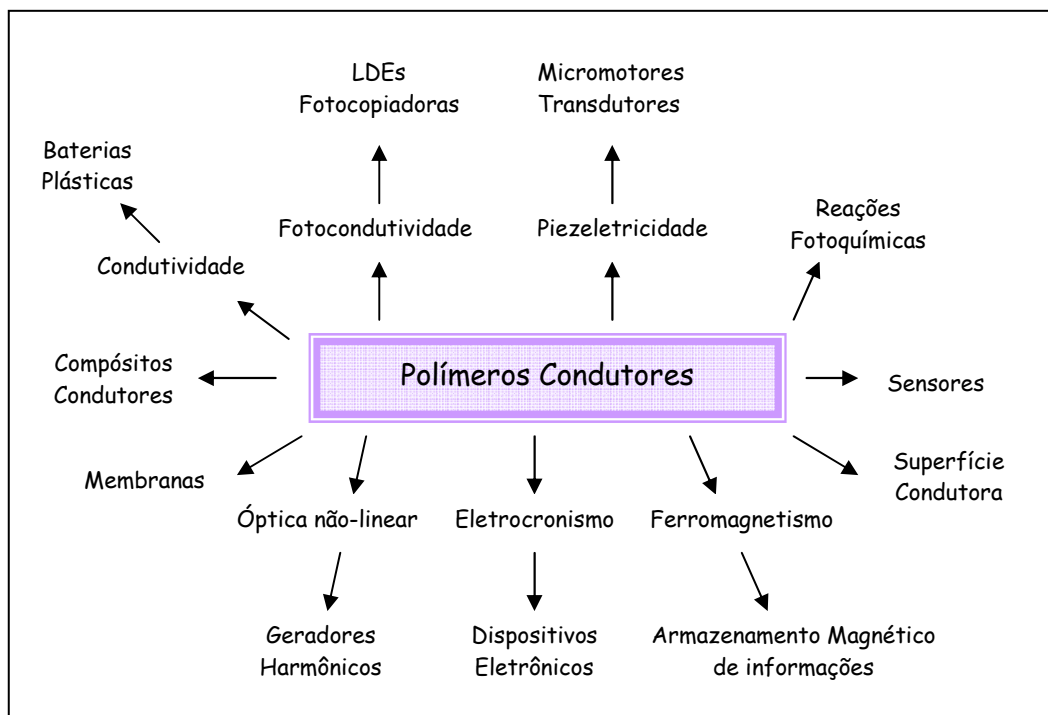 LDEs
Fotocopiadoras
Micromotores
Transdutores
Baterias
Plásticas
Reações
Fotoquímicas
Fotocondutividade
Piezeletricidade
Condutividade
Compósitos
Condutores
Polímeros Condutores
Sensores
Membranas
Superfície
Condutora
Óptica não-linear
Eletrocronismo
Ferromagnetismo
Geradores
Harmônicos
Dispositivos
Eletrônicos
Armazenamento Magnético
de informações